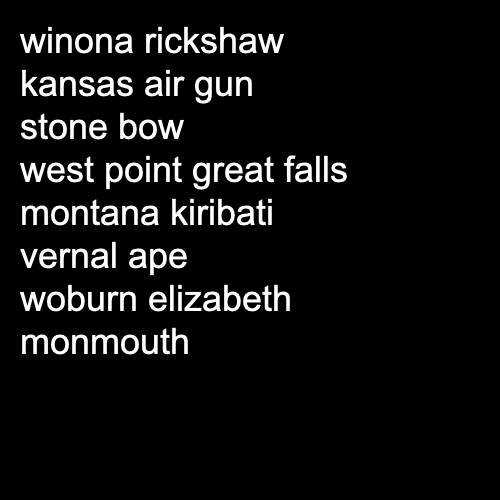 winona rickshaw
kansas air gun
stone bow
west point great falls
montana kiribati
vernal ape
woburn elizabeth
monmouth